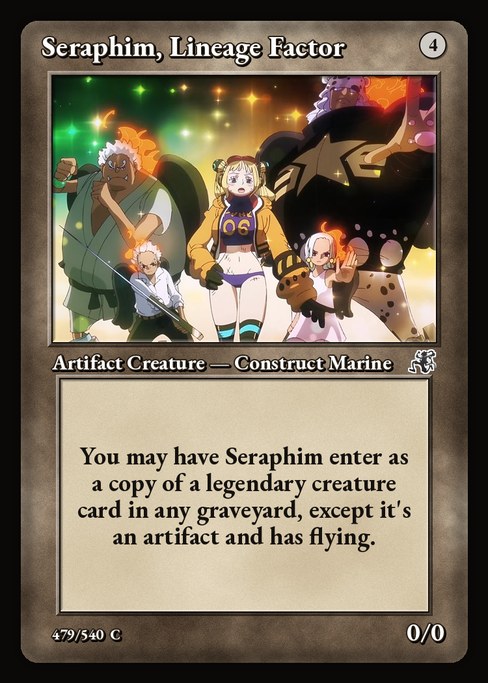 Seraphim, Lineage Factor
4
06
Artifact Creature — Construct Marine
You may have Seraphim enter as
a copy of a legendary creature
card in any graveyard, except it's
an artifact and has flying.
479/540 C
0/0